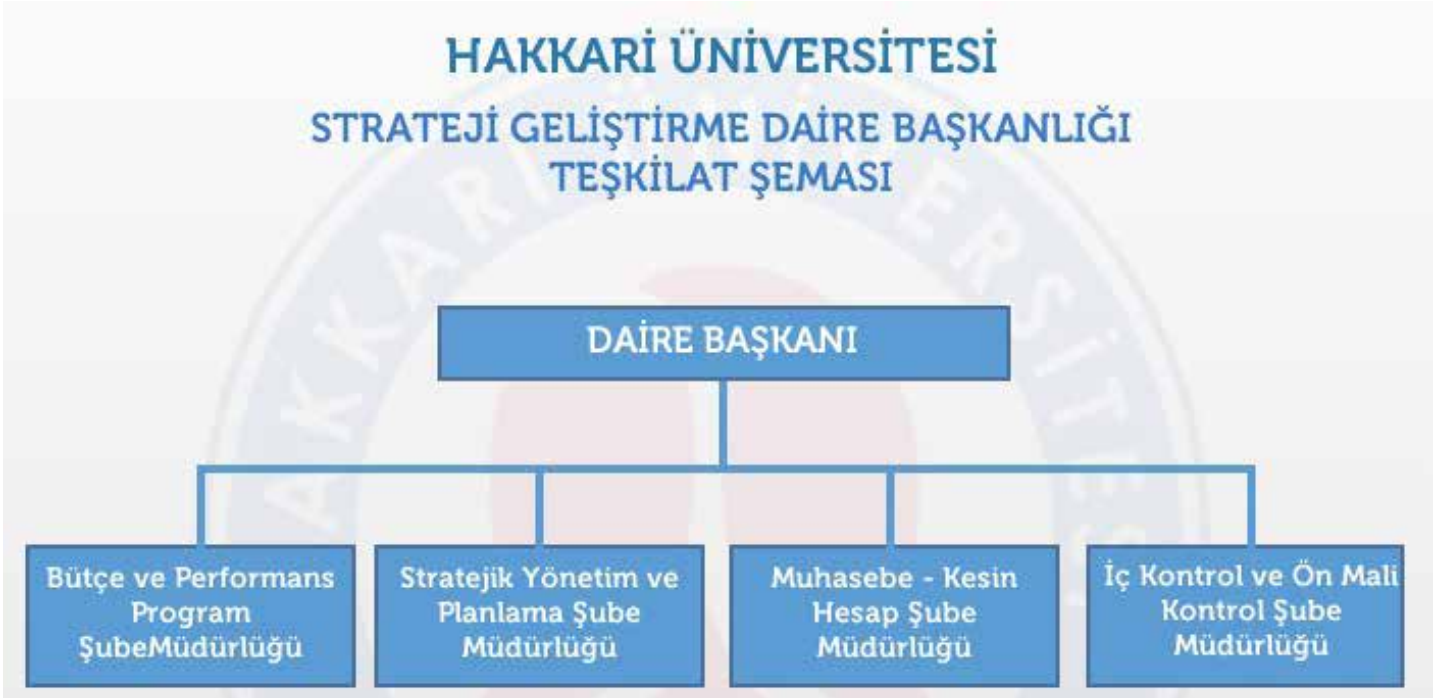 HAKKARİ ÜNİVERSİTESİ
STRATEJİ GELİŞTİRME DAİRE BAŞKANLIĞI
TEŞKİLAT ŞEMASI
DAİRE BAŞKANI
Bütçe ve Performans
Program
ŞubeMüdürlüğü
Stratejik Yönetim ve
Planlama Şube
Müdürlüğü
Muhasebe - Kesin
Hesap Şube
Müdürlüğü
İç Kontrol ve Ön Mali
Kontrol Şube
Müdürlüğü